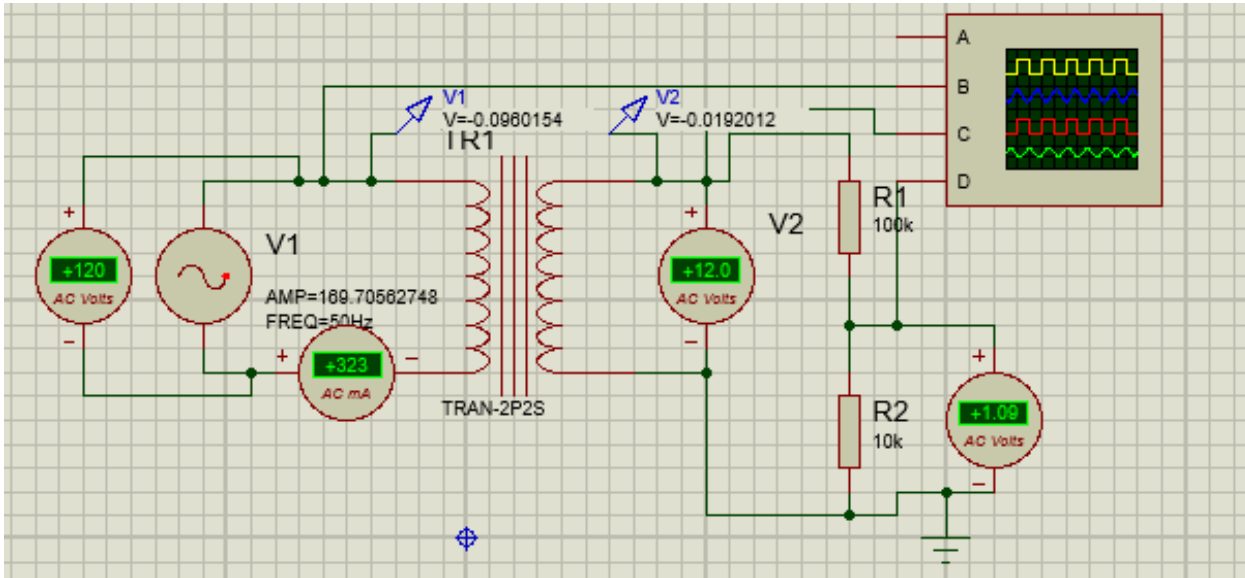 A
B
C
D
V1
V=-0.0960154
V2
V=-0.0192012
TR1
+
+120
AC Volts
−
V1
AMP=169.70562748
FREQ=50Hz
+
+323
AC mA
−
TRAN-2P2S
+
+12.0
AC Volts
−
V2
R1
100k
R2
10k
+
+1.09
AC Volts
−